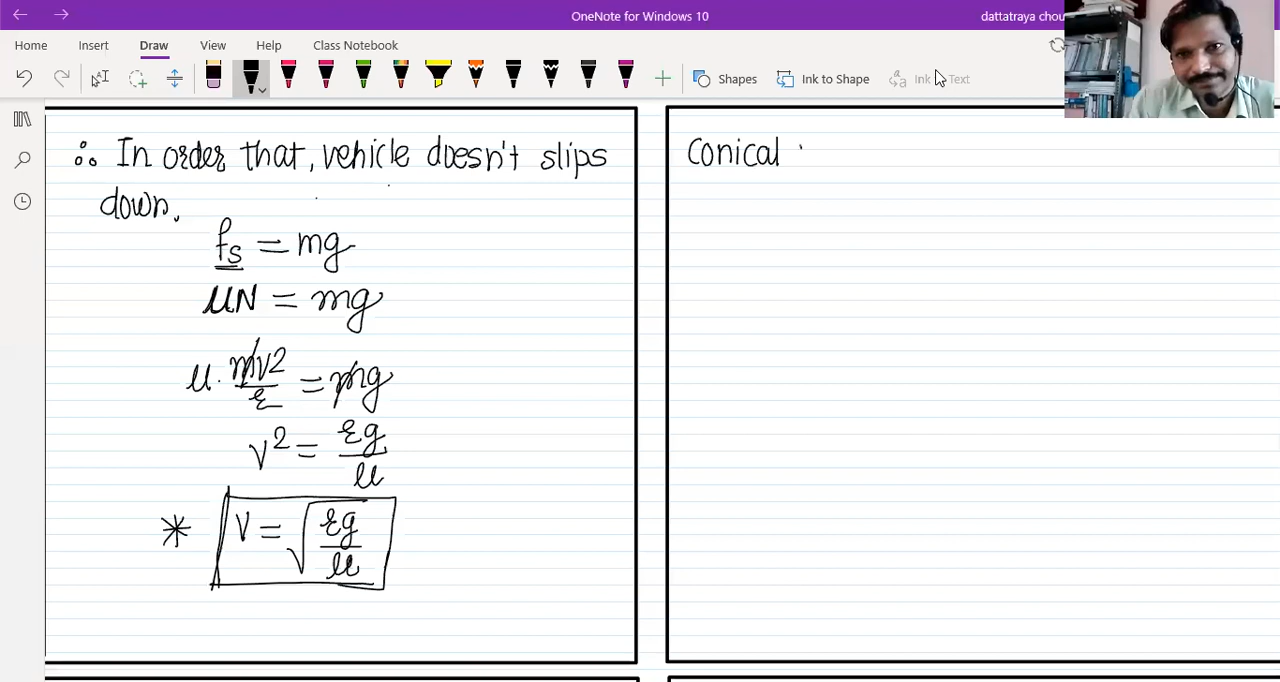 OneNote for Windows 10
dattatraya chou
Home Insert Draw View Help Class Notebook
Shapes Ink to Shape Ink Text
∴ In order that, vehicle doesn't slips
down.
fs = mg
μN = mg
μ · mv2/r = mg
v² = rg/μ
* v = √(rg/μ)
Conical